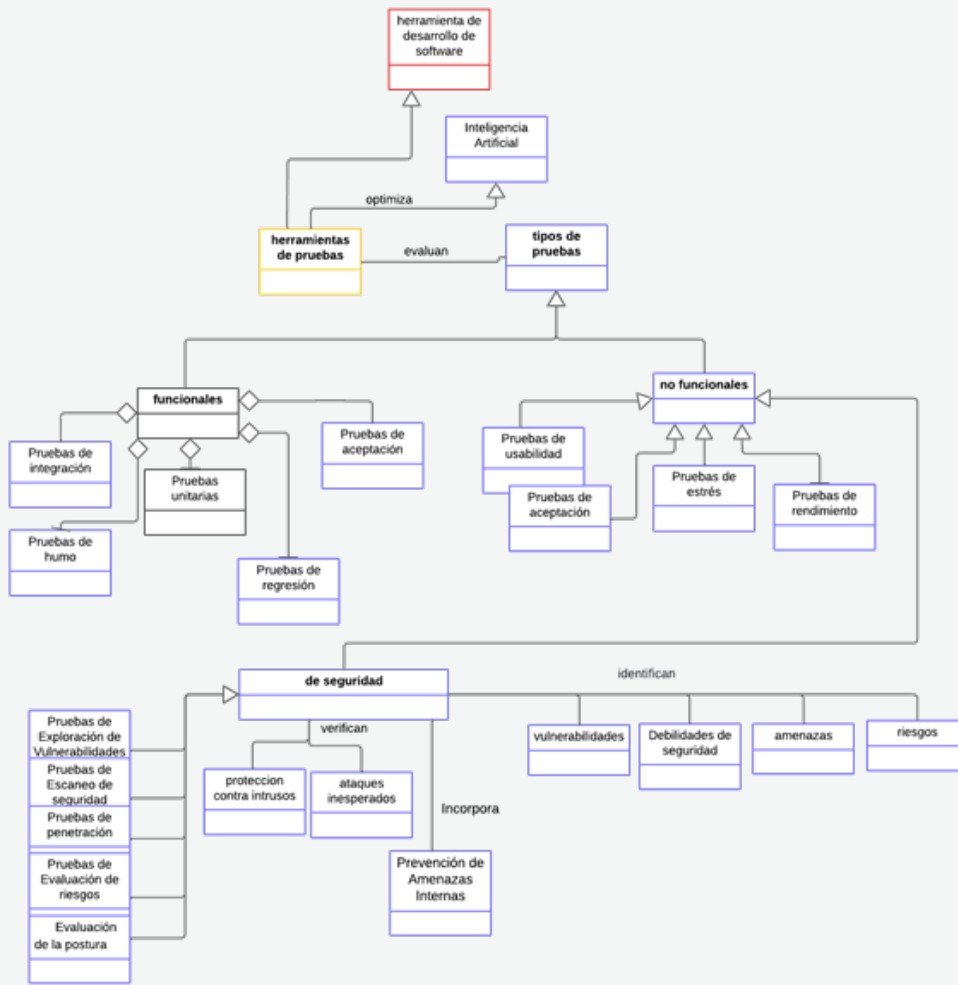 herramienta de
desarrollo de
software
Inteligencia
Artificial
optimiza
herramientas
de pruebas
evaluan
tipos de
pruebas
funcionales
no funcionales
Pruebas de
integración
Pruebas
unitarias
Pruebas de
aceptación
Pruebas de
humo
Pruebas de
regresión
Pruebas de
usabilidad
Pruebas de
aceptación
Pruebas de
estrés
Pruebas de
rendimiento
de seguridad
identifican
verifican
Incorpora
Pruebas de
Exploración de
Vulnerabilidades
Pruebas de
Escaneo de
seguridad
Pruebas de
penetración
Pruebas de
Evaluación de
riesgos
Evaluación
de la postura
proteccion
contra intrusos
ataques
inesperados
Prevención de
Amenazas
Internas
vulnerabilidades
Debilidades de
seguridad
amenazas
riesgos